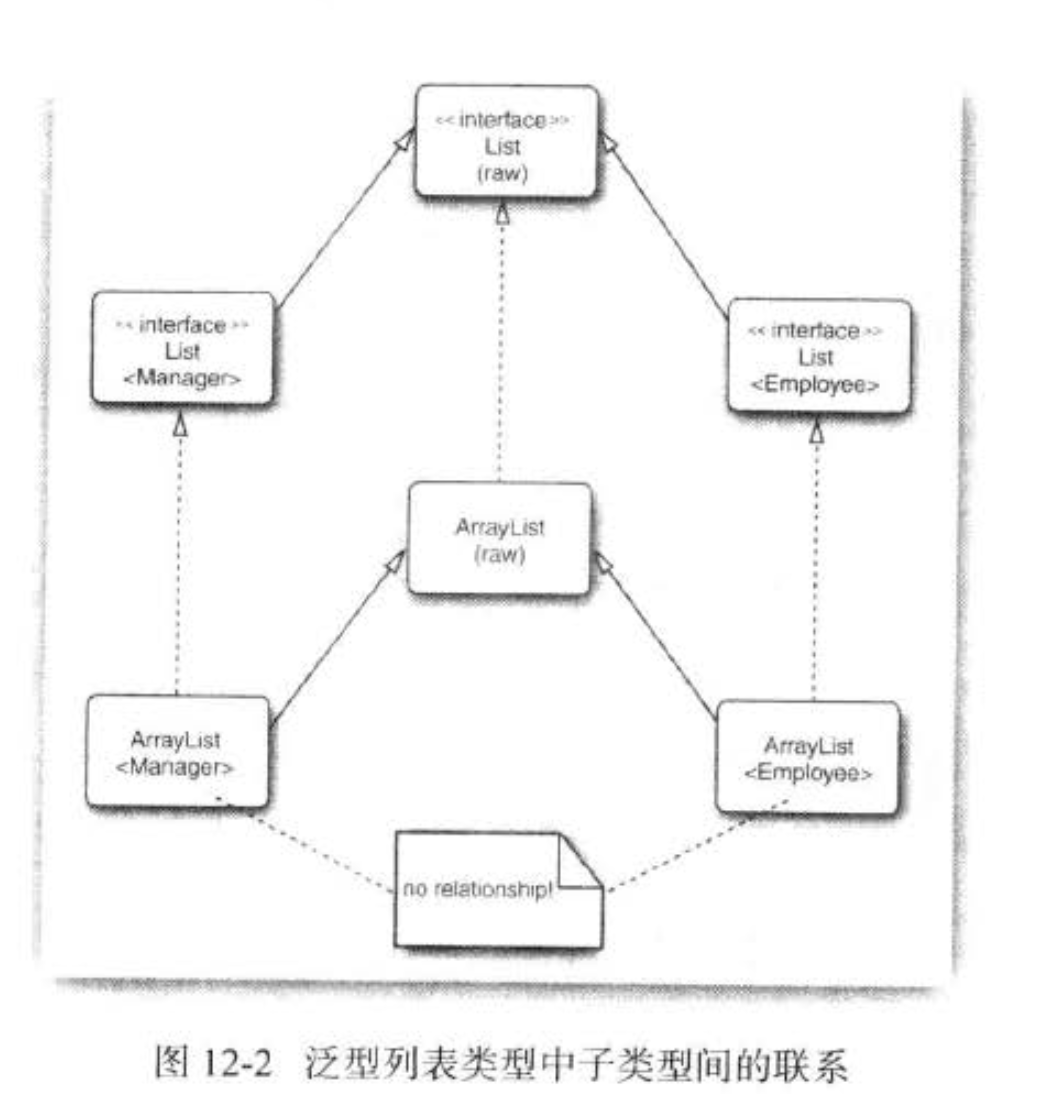 <<interface>>
List
(raw)
<<interface>>
List
<Manager>
<<interface>>
List
<Employee>
ArrayList
(raw)
ArrayList
<Manager>
ArrayList
<Employee>
no relationship!
图 12-2 泛型列表类型中子类型间的联系